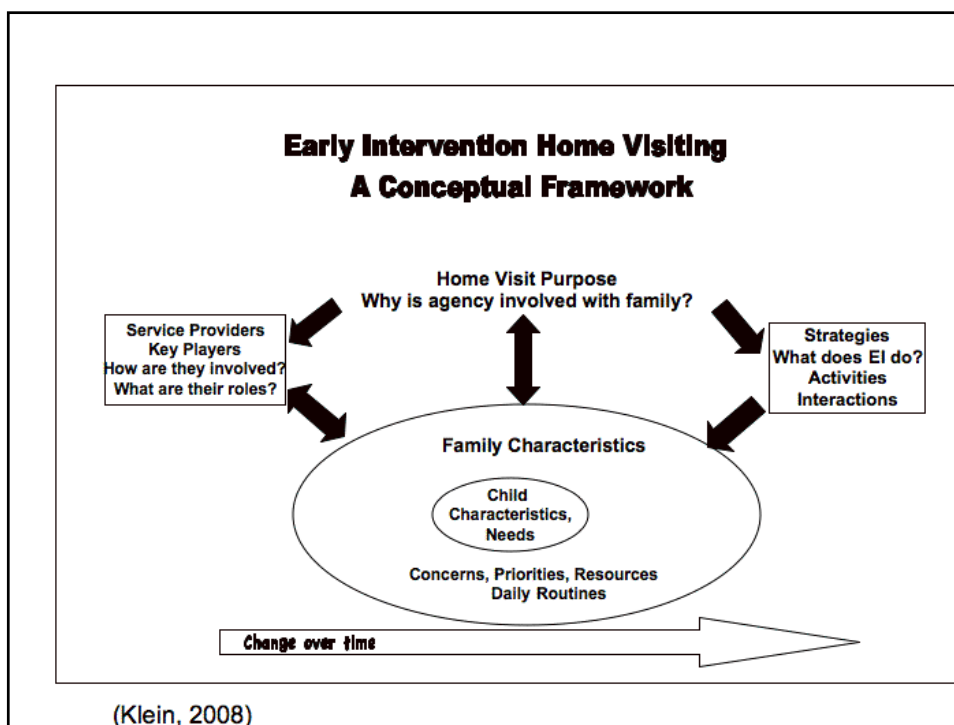 Early Intervention Home Visiting
A Conceptual Framework
Home Visit Purpose
Why is agency involved with family?
Service Providers
Key Players
How are they involved?
What are their roles?
Strategies
What does EI do?
Activities
Interactions
Family Characteristics
Child
Characteristics,
Needs
Concerns, Priorities, Resources
Daily Routines
Change over time
(Klein, 2008)